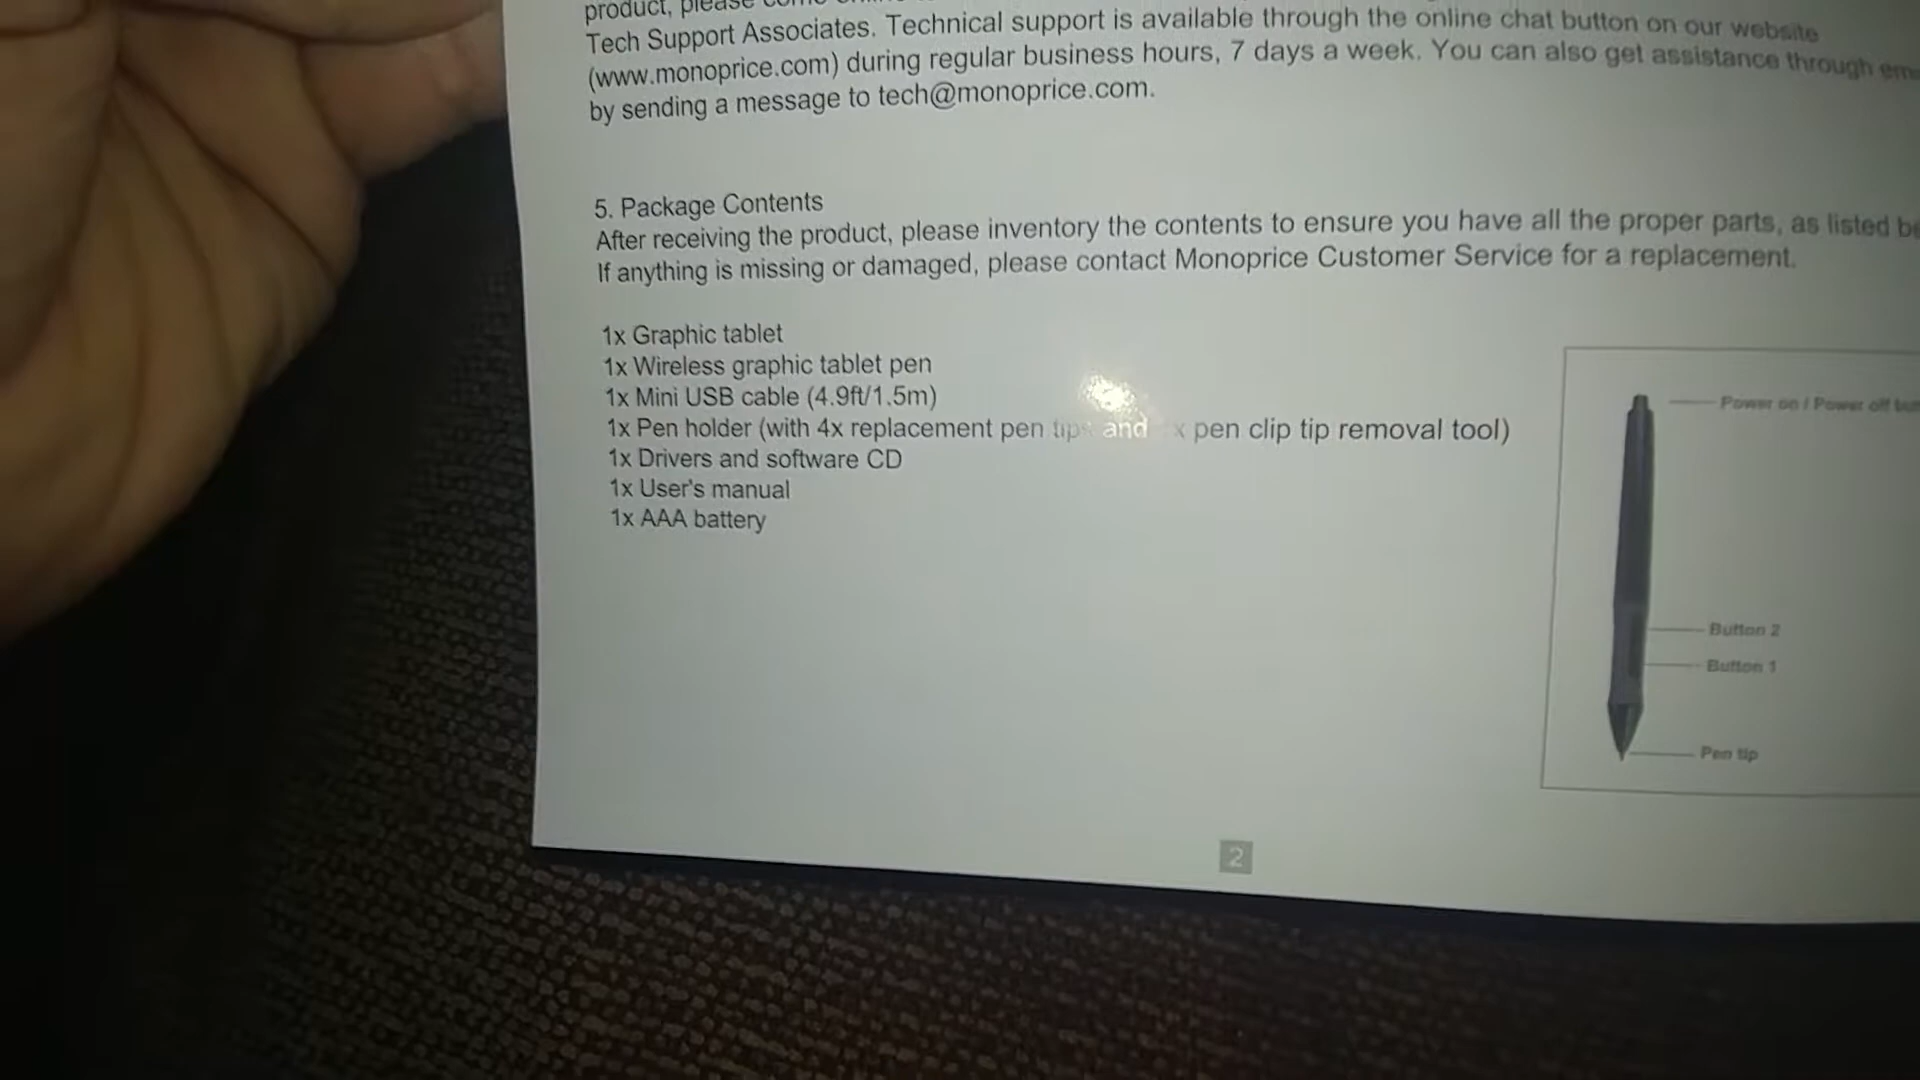 product, please come online
Tech Support Associates. Technical support is available through the online chat button on our website
(www.monoprice.com) during regular business hours, 7 days a week. You can also get assistance through
by sending a message to tech@monoprice.com.
5. Package Contents
After receiving the product, please inventory the contents to ensure you have all the proper parts, as listed
If anything is missing or damaged, please contact Monoprice Customer Service for a replacement.
1x Graphic tablet
1x Wireless graphic tablet pen
1x Mini USB cable (4.9ft/1.5m)
1x Pen holder (with 4x replacement pen tips and x pen clip tip removal tool)
1x Drivers and software CD
1x User's manual
1x AAA battery
Power on / Power off
Button 2
Button 1
Pen tip
2